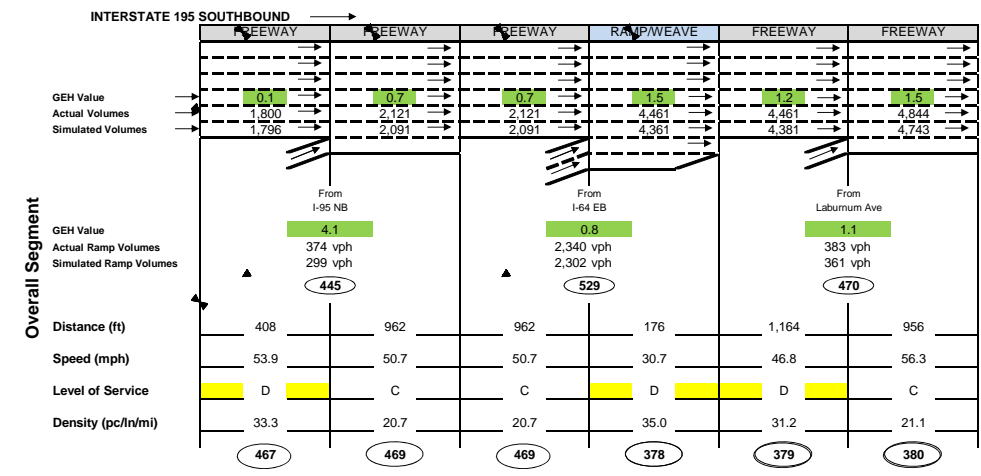 INTERSTATE 195 SOUTHBOUND
FREEWAY FREEWAY FREEWAY RAMP/WEAVE FREEWAY FREEWAY
GEH Value 0.1 0.7 0.7 1.5 1.2 1.5
Actual Volumes 1,800 2,121 2,121 4,461 4,461 4,844
Simulated Volumes 1,796 2,091 2,091 4,361 4,381 4,743
From From From
I-95 NB I-64 EB Laburnum Ave
GEH Value 4.1 0.8 1.1
Actual Ramp Volumes 374 vph 2,340 vph 383 vph
Simulated Ramp Volumes 299 vph 2,302 vph 361 vph
445 529 470
Overall Segment
Distance (ft) 408 962 962 176 1,164 956
Speed (mph) 53.9 50.7 50.7 30.7 46.8 56.3
Level of Service D C C D D C
Density (pc/ln/mi) 33.3 20.7 20.7 35.0 31.2 21.1
467 469 469 378 379 380